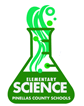 ELEMENTARY
SCIENCE
PINELLAS COUNTY SCHOOLS